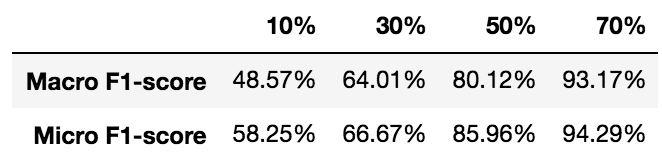 10% 30% 50% 70%
Macro F1-score 48.57% 64.01% 80.12% 93.17%
Micro F1-score 58.25% 66.67% 85.96% 94.29%